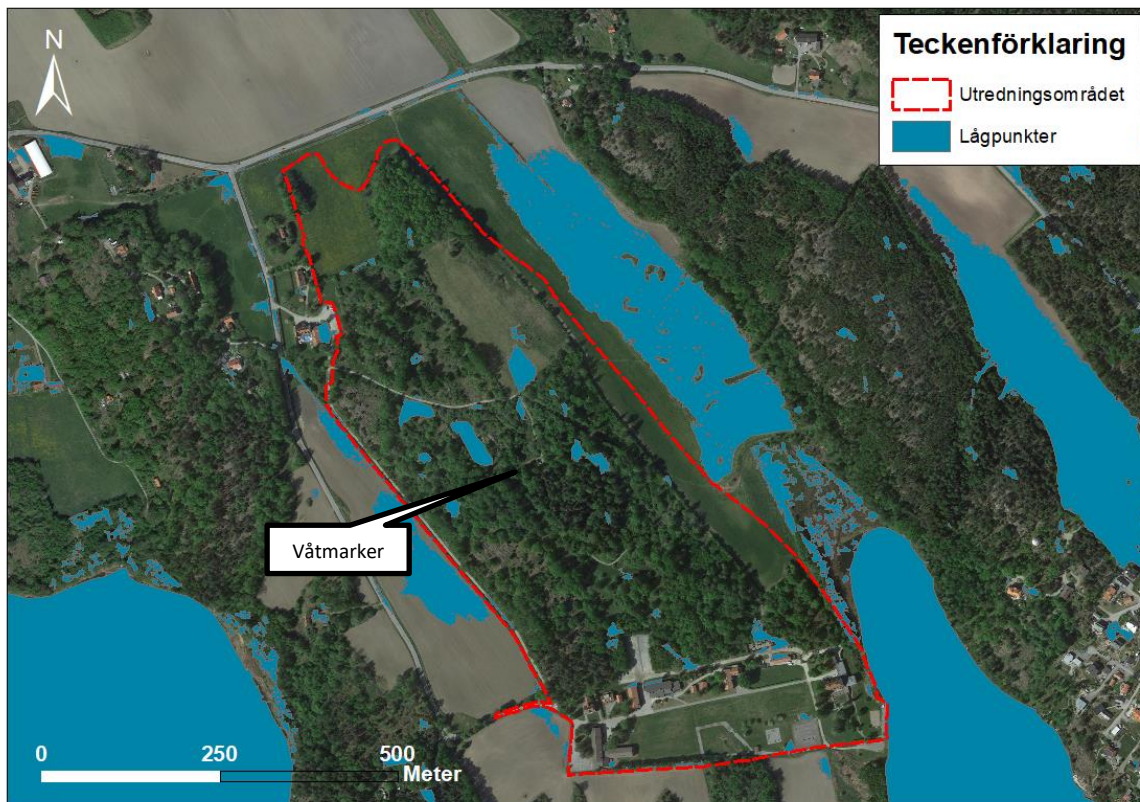 N
Teckenförklaring
Utredningsområdet
Lågpunkter
Våtmarker
0 250 500
Meter